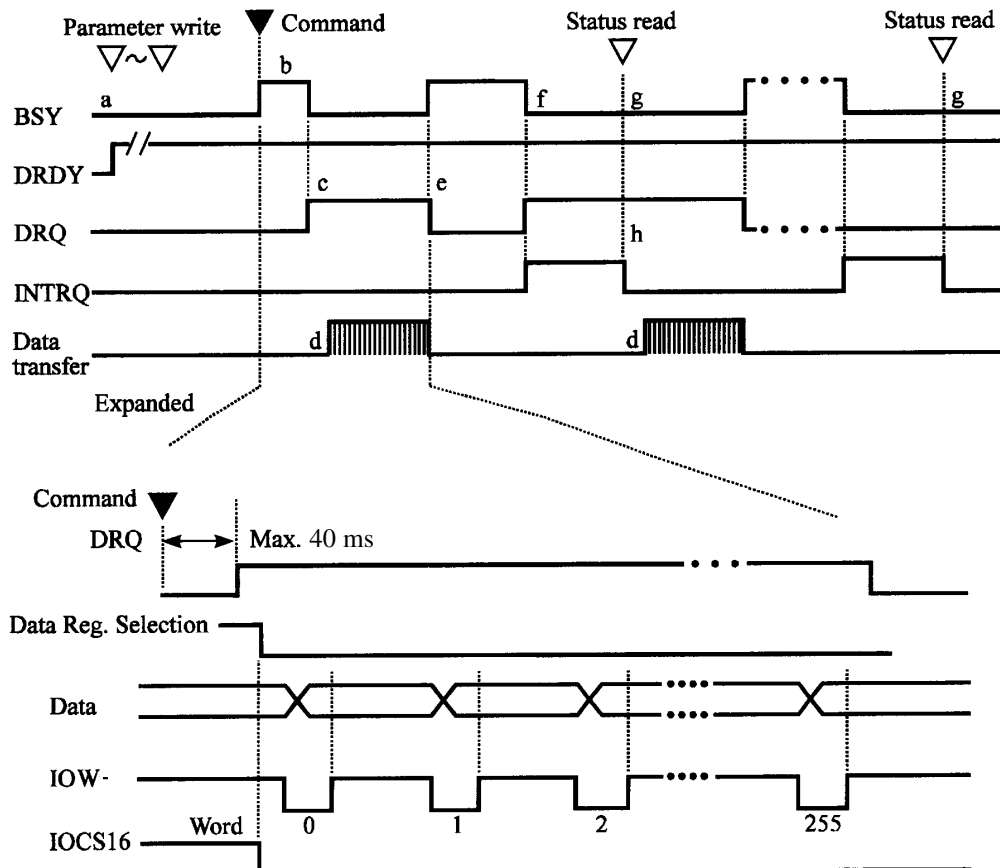 Parameter write
Command
Status read
Status read
BSY
a
b
f
g
g
DRDY
DRQ
c
e
h
INTRQ
Data
transfer
d
d
Expanded
Command
DRQ
Max. 40 ms
Data Reg. Selection
Data
IOW-
0
1
2
255
IOCS16
Word